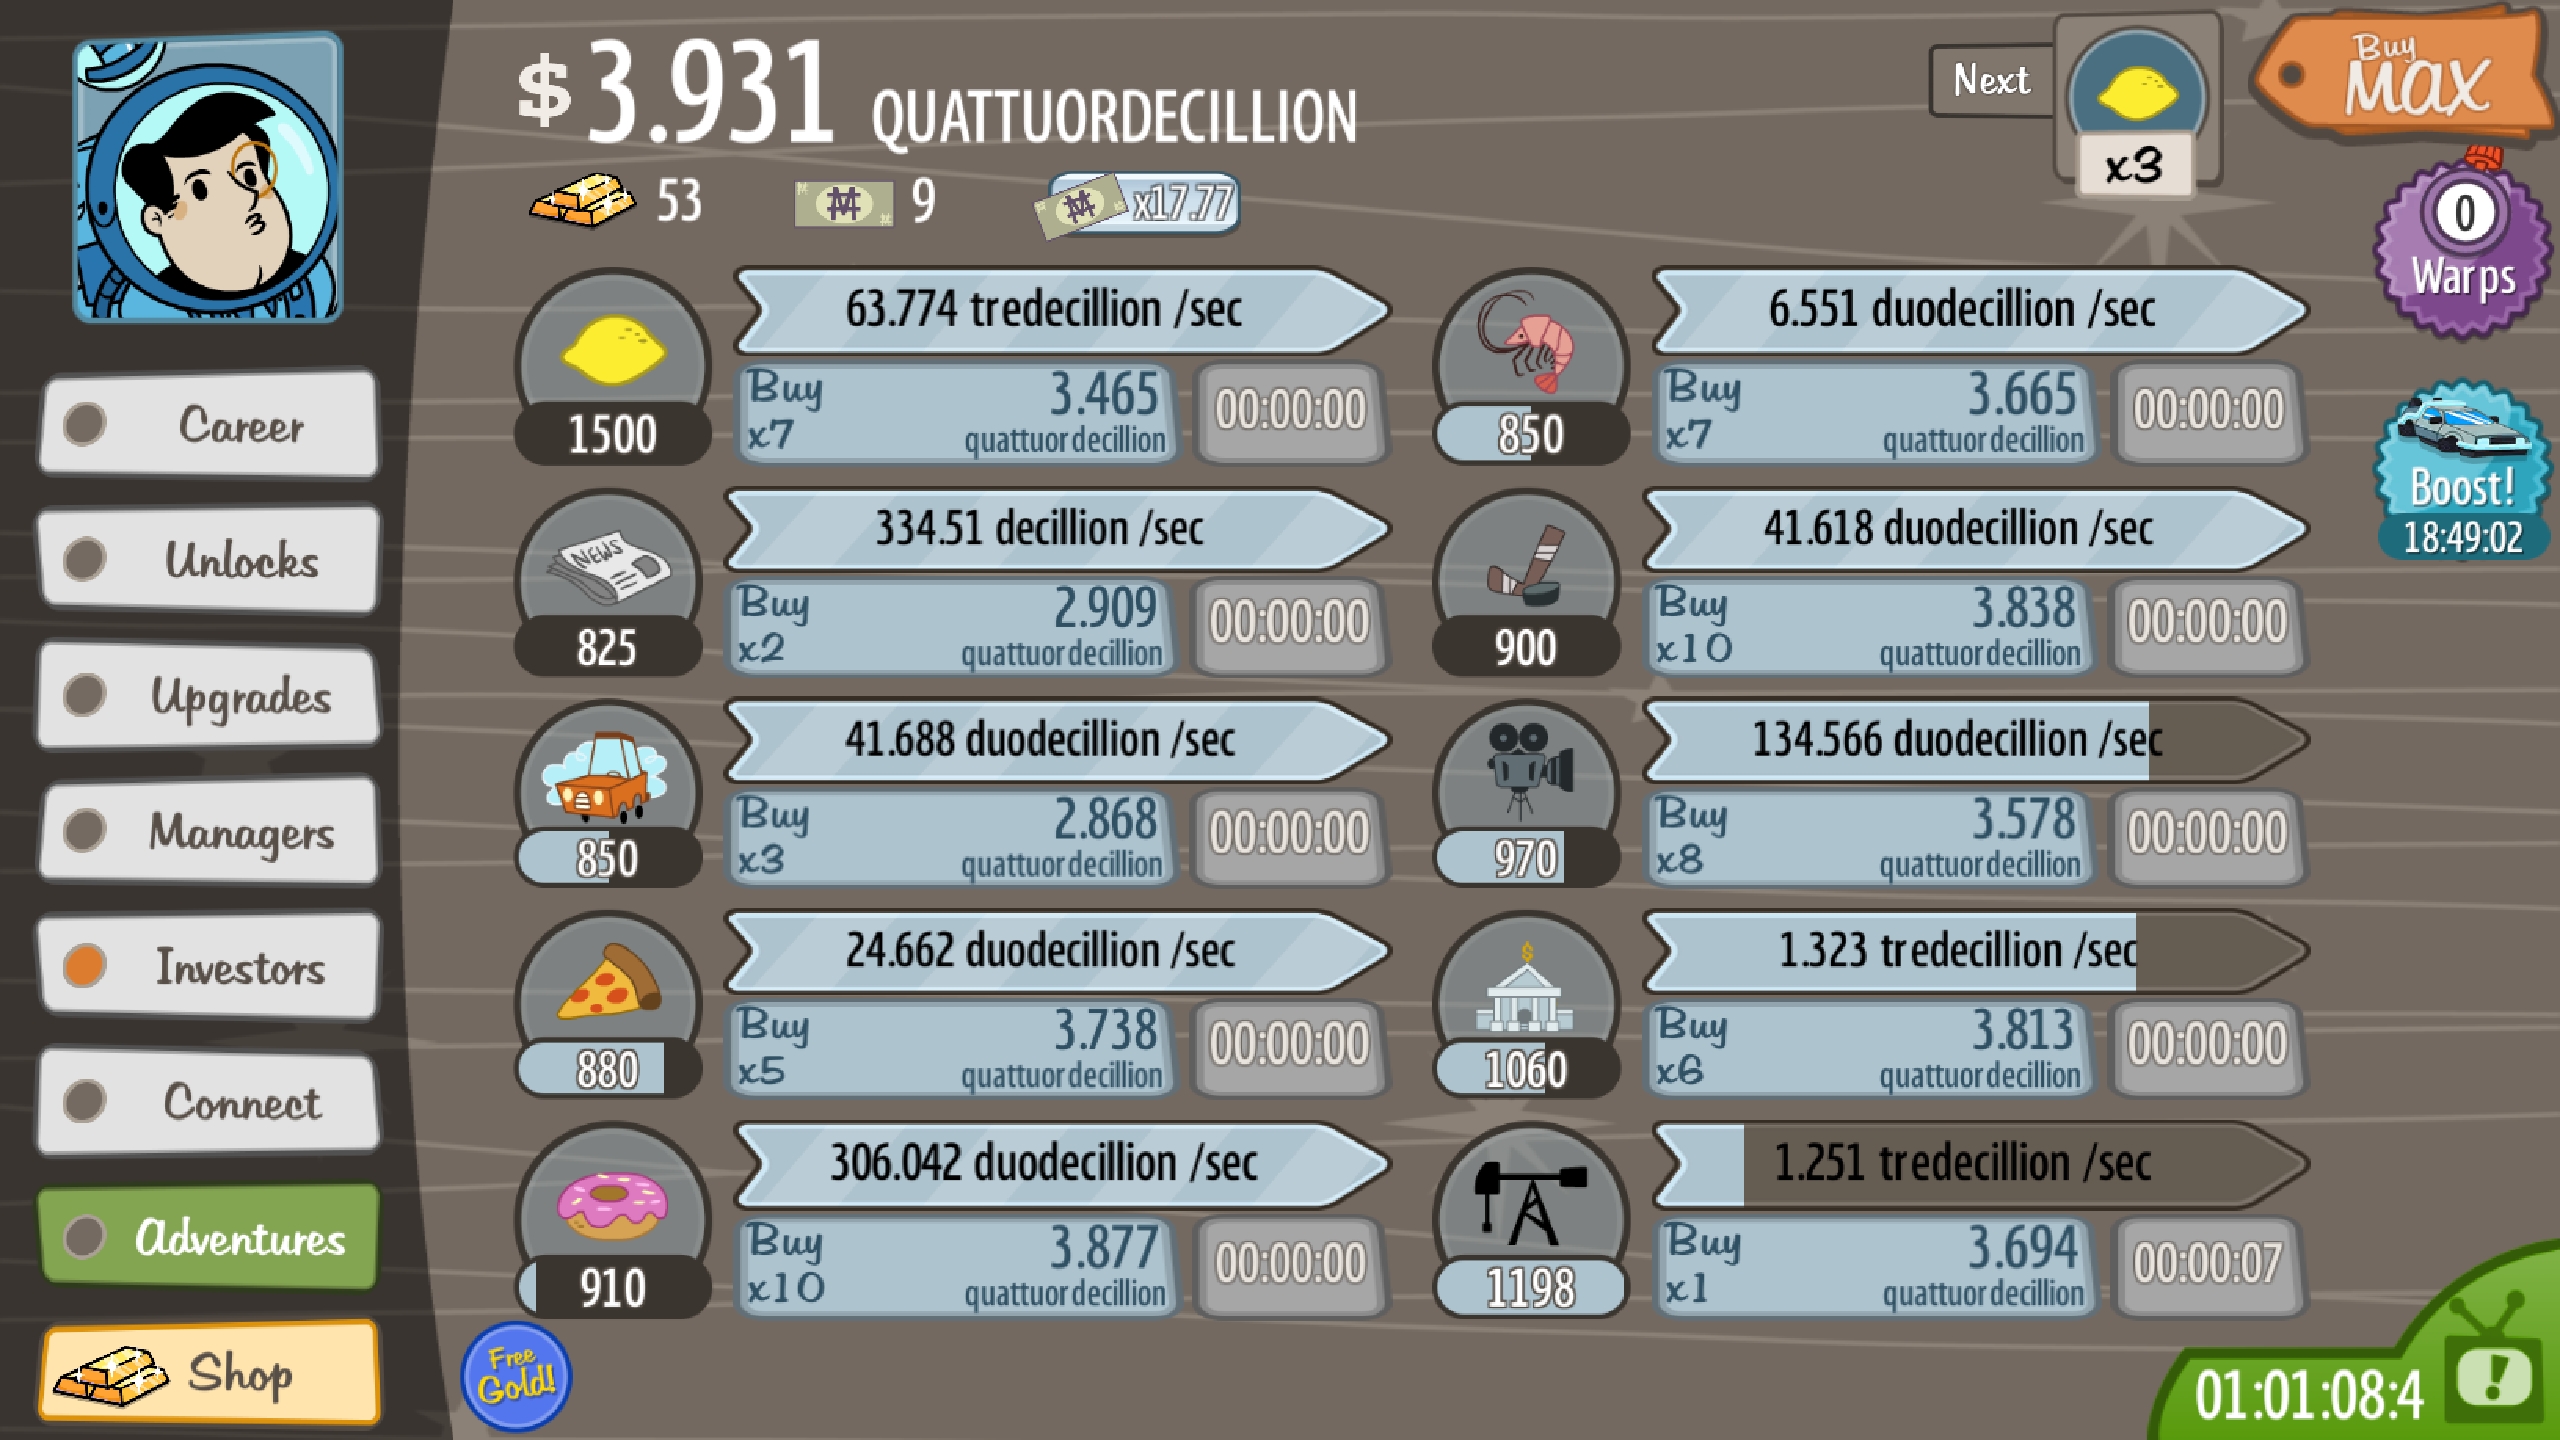 $3.931 QUATTUORDECILLION
53 9 x17.77
Next
x3
Buy
MAX
0
Warps
Boost!
18:49:02
Career
Unlocks
Upgrades
Managers
Investors
Connect
Adventures
Shop
63.774 tredecillion /sec
1500
Buy 3.465
x7 quattuordecillion
00:00:00
6.551 duodecillion /sec
850
Buy 3.665
x7 quattuordecillion
00:00:00
NEWS
334.51 decillion /sec
825
Buy 2.909
x2 quattuordecillion
00:00:00
41.618 duodecillion /sec
900
Buy 3.838
x10 quattuordecillion
00:00:00
41.688 duodecillion /sec
850
Buy 2.868
x3 quattuordecillion
00:00:00
134.566 duodecillion /sec
970
Buy 3.578
x8 quattuordecillion
00:00:00
24.662 duodecillion /sec
880
Buy 3.738
x5 quattuordecillion
00:00:00
$
1.323 tredecillion /sec
1060
Buy 3.813
x6 quattuordecillion
00:00:00
306.042 duodecillion /sec
910
Buy 3.877
x10 quattuordecillion
00:00:00
1.251 tredecillion /sec
1198
Buy 3.694
x1 quattuordecillion
00:00:07
Free
Gold!
01:01:08:4
!